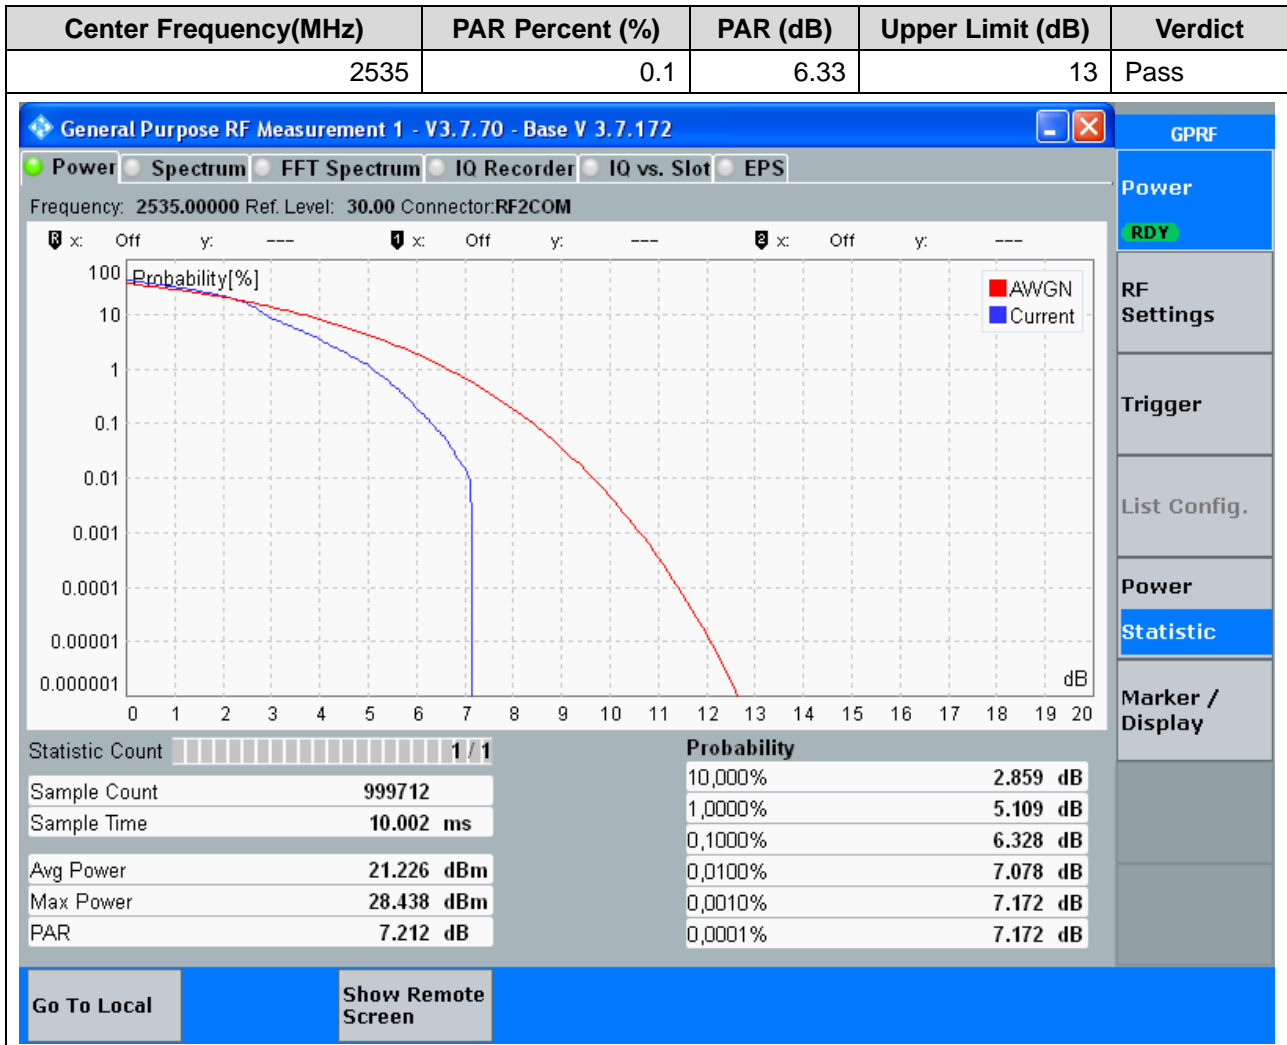 Center Frequency(MHz) PAR Percent (%) PAR (dB) Upper Limit (dB) Verdict
2535 0.1 6.33 13 Pass
General Purpose RF Measurement 1 - V3.7.70 - Base V 3.7.172
GPRF
Power Spectrum FFT Spectrum IQ Recorder IQ vs. Slot EPS
Frequency: 2535.00000 Ref. Level: 30.00 Connector:RF2COM
R x: Off y: --- 1 x: Off y: --- 2 x: Off y: ---
Probability[%]
100
10
1
0.1
0.01
0.001
0.0001
0.00001
0.000001
AWGN
Current
dB
0 1 2 3 4 5 6 7 8 9 10 11 12 13 14 15 16 17 18 19 20
Statistic Count 1 / 1
Sample Count 999712
Sample Time 10.002 ms
Avg Power 21.226 dBm
Max Power 28.438 dBm
PAR 7.212 dB
Probability
10,000% 2.859 dB
1,0000% 5.109 dB
0,1000% 6.328 dB
0,0100% 7.078 dB
0,0010% 7.172 dB
0,0001% 7.172 dB
Power
RDY
RF
Settings
Trigger
List Config.
Power
Statistic
Marker /
Display
Go To Local
Show Remote
Screen